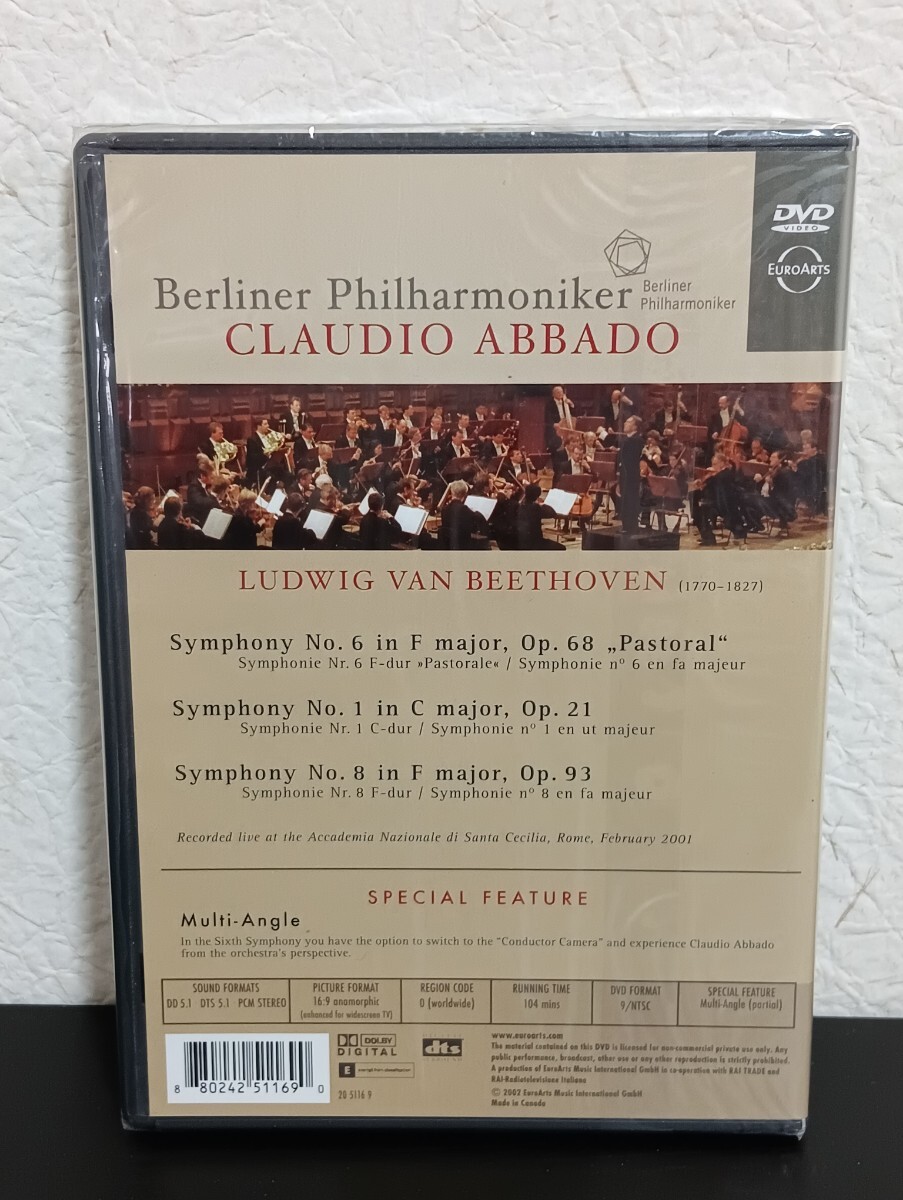 DVD
VIDEO
EUROARTS
Berliner Philharmoniker
Berliner
Philharmoniker
CLAUDIO ABBADO
LUDWIG VAN BEETHOVEN (1770–1827)
Symphony No. 6 in F major, Op. 68 „Pastoral“
Symphonie Nr. 6 F-dur »Pastorale« / Symphonie nº 6 en fa majeur
Symphony No. 1 in C major, Op. 21
Symphonie Nr. 1 C-dur / Symphonie nº 1 en ut majeur
Symphony No. 8 in F major, Op. 93
Symphonie Nr. 8 F-dur / Symphonie nº 8 en fa majeur
Recorded live at the Accademia Nazionale di Santa Cecilia, Rome, February 2001
SPECIAL FEATURE
Multi-Angle
In the Sixth Symphony you have the option to switch to the "Conductor Camera" and experience Claudio Abbado
from the orchestra's perspective.
SOUND FORMATS
DD 5.1 DTS 5.1 PCM STEREO
PICTURE FORMAT
16:9 anamorphic
(enhanced for widescreen TV)
REGION CODE
0 (worldwide)
RUNNING TIME
104 mins
DVD FORMAT
9/NTSC
SPECIAL FEATURE
Multi-Angle (partial)
8 80242 51169 0
DOLBY
DIGITAL
dts
E
20 5116 9
www.euroarts.com
The material contained on this DVD is licensed for non-commercial private use only. Any
public performance, broadcast, other use or any other reproduction is strictly prohibited.
A production of EuroArts Music International GmbH in co-operation with RAI TRADE and
RAI-Radiotelevisione Italiana
© 2002 EuroArts Music International GmbH
Made in Canada